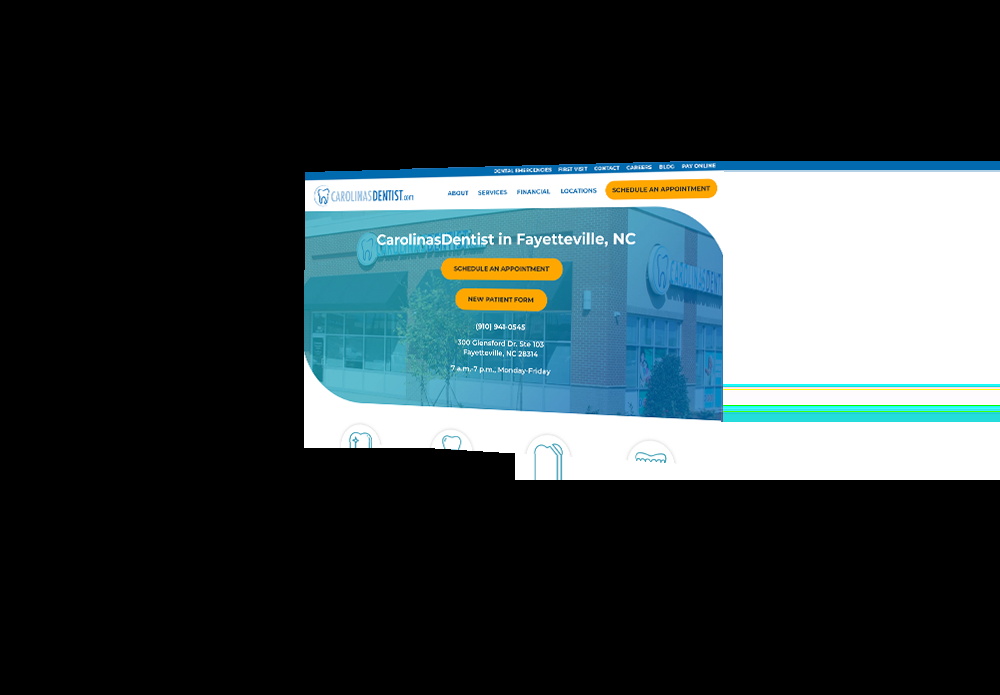 DENTAL EMERGENCIES FIRST VISIT CONTACT CAREERS BLOG PAY ONLINE
CAROLINASDENTIST.com ABOUT SERVICES FINANCIAL LOCATIONS SCHEDULE AN APPOINTMENT
CarolinasDentist in Fayetteville, NC
SCHEDULE AN APPOINTMENT
NEW PATIENT FORM
(910) 941-0545
300 Glensford Dr. Ste 103
Fayetteville, NC 28314
7 a.m.-7 p.m., Monday-Friday
CAROLINASDENT